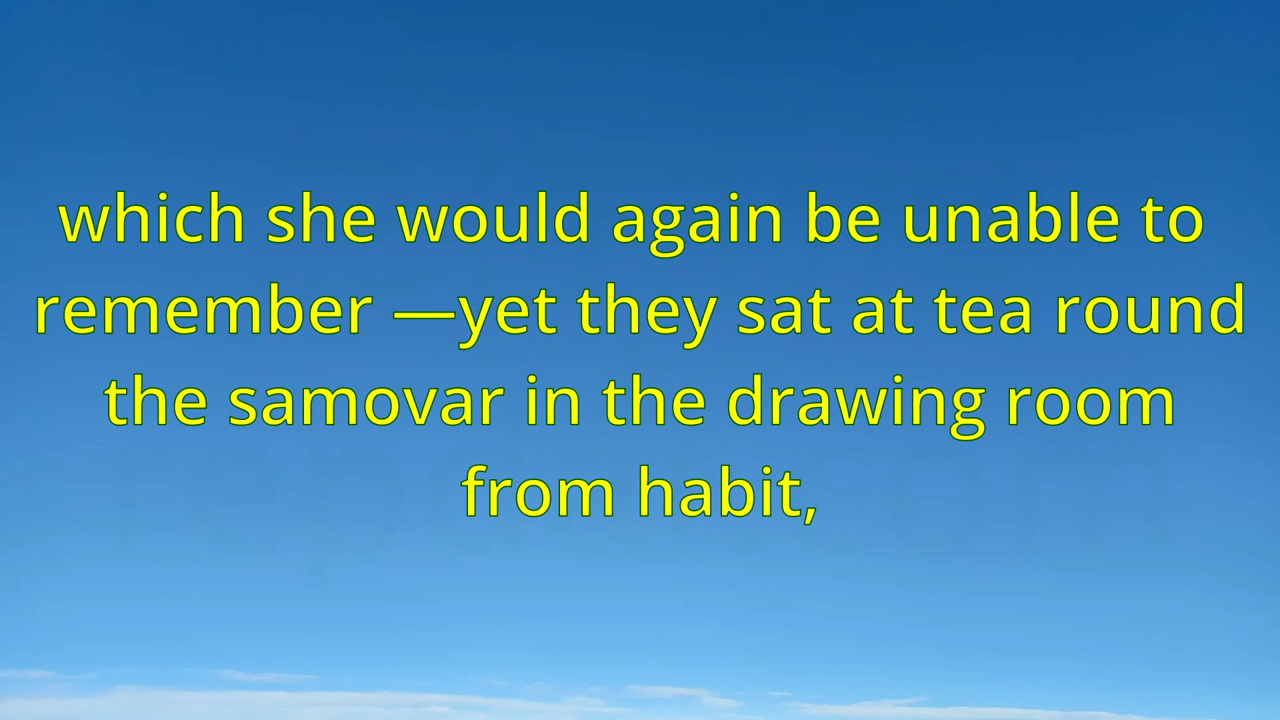 which she would again be unable to
remember —yet they sat at tea round
the samovar in the drawing room
from habit,